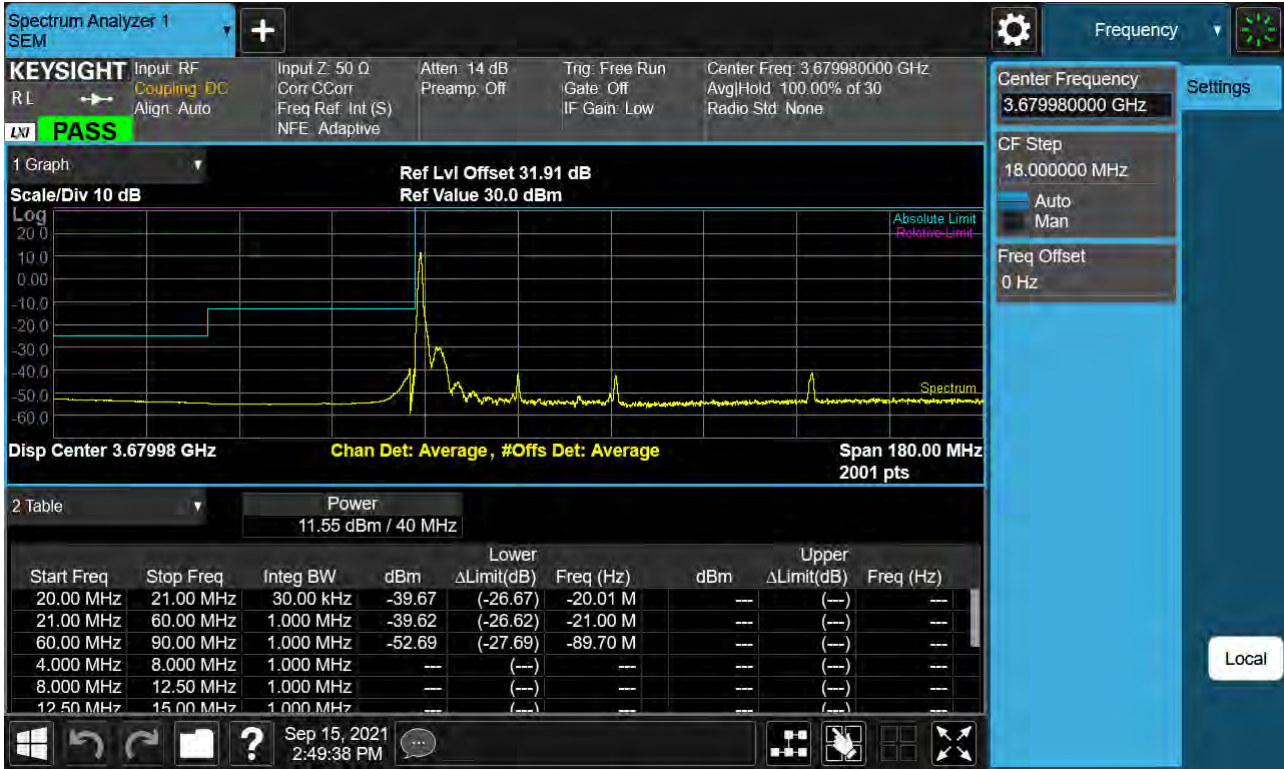 Spectrum Analyzer 1
SEM
Frequency
KEYSIGHT
R L
LXI
PASS
Input: RF
Coupling: DC
Align: Auto
Input Z: 50 Ω
Corr CCorr
Freq Ref: Int (S)
NFE: Adaptive
Atten: 14 dB
Preamp: Off
Trig: Free Run
Gate: Off
IF Gain: Low
Center Freq: 3.679980000 GHz
Avg|Hold: 100.00% of 30
Radio Std: None
Center Frequency
3.679980000 GHz
Settings
CF Step
18.000000 MHz
Auto
Man
Freq Offset
0 Hz
Local
1 Graph
Scale/Div 10 dB
Ref Lvl Offset 31.91 dB
Ref Value 30.0 dBm
Log
Absolute Limit
Relative Limit
20.0
10.0
0.00
-10.0
-20.0
-30.0
-40.0
-50.0
-60.0
Spectrum
Disp Center 3.67998 GHz
Chan Det: Average, #Offs Det: Average
Span 180.00 MHz
2001 pts
2 Table
Power
11.55 dBm / 40 MHz
Lower Upper
Start Freq Stop Freq Integ BW dBm ΔLimit(dB) Freq (Hz) dBm ΔLimit(dB) Freq (Hz)
20.00 MHz 21.00 MHz 30.00 kHz -39.67 (-26.67) -20.01 M --- (---) ---
21.00 MHz 60.00 MHz 1.000 MHz -39.62 (-26.62) -21.00 M --- (---) ---
60.00 MHz 90.00 MHz 1.000 MHz -52.69 (-27.69) -89.70 M --- (---) ---
4.000 MHz 8.000 MHz 1.000 MHz --- (---) --- --- (---) ---
8.000 MHz 12.50 MHz 1.000 MHz --- (---) --- --- (---) ---
12.50 MHz 15.00 MHz 1.000 MHz --- (---) --- --- (---) ---
Sep 15, 2021
2:49:38 PM